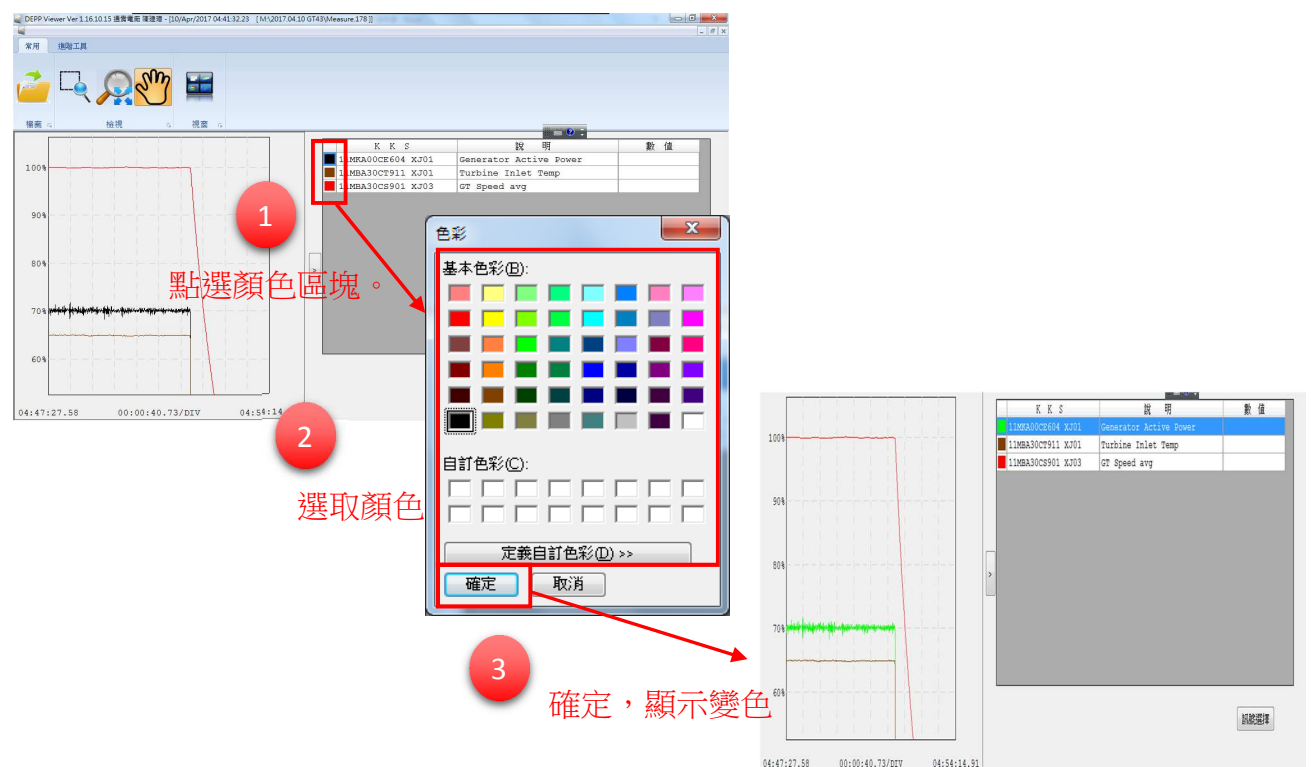 DEPP Viewer Ver 1.16.10.15 通霄電廠 - [10/Apr/2017 04:41:32.23 [ M:\2017.04.10 GT43\Measure.178 ]]
常用 進階工具
檔案 檢視 視窗
K K S 說 明 數 值
11MKA00CE604 XJ01 Generator Active Power
11MBA30CT911 XJ01 Turbine Inlet Temp
11MBA30CS901 XJ03 GT Speed avg
100%
90%
80%
70%
60%
04:47:27.58 00:00:40.73/DIV 04:54:14
1
點選顏色區塊。
2
選取顏色
色彩
基本色彩(B):
自訂色彩(C):
定義自訂色彩(D) >>
確定 取消
3
確定，顯示變色
K K S 說 明 數 值
11MKA00CE604 XJ01 Generator Active Power
11MBA30CT911 XJ01 Turbine Inlet Temp
11MBA30CS901 XJ03 GT Speed avg
100%
90%
80%
70%
60%
訊號選擇
04:47:27.58 00:00:40.73/DIV 04:54:14.91